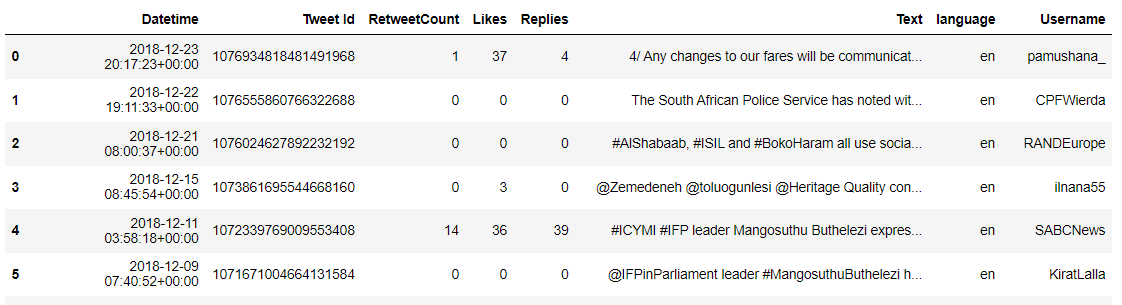 Datetime Tweet Id RetweetCount Likes Replies Text language Username
0 2018-12-23 20:17:23+00:00 1076934818481491968 1 37 4 4/ Any changes to our fares will be communicat... en pamushana_
1 2018-12-22 19:11:33+00:00 1076555860766322688 0 0 0 The South African Police Service has noted wit... en CPFWierda
2 2018-12-21 08:00:37+00:00 1076024627892232192 0 0 0 #AlShabaab, #ISIL and #BokoHaram all use socia... en RANDEurope
3 2018-12-15 08:45:54+00:00 1073861695544668160 0 3 0 @Zemedeneh @toluogunlesi @Heritage Quality con... en ilnana55
4 2018-12-11 03:58:18+00:00 1072339769009553408 14 36 39 #ICYMI #IFP leader Mangosuthu Buthelezi expres... en SABCNews
5 2018-12-09 07:40:52+00:00 1071671004664131584 0 0 0 @IFPinParliament leader #MangosuthuButhelezi h... en KiratLalla